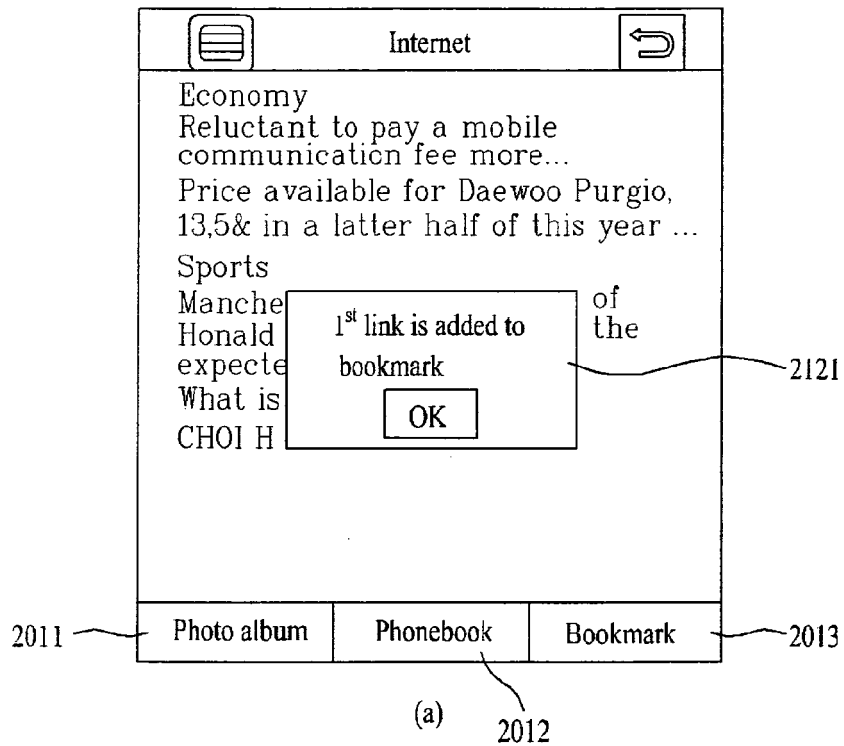 Internet
Economy
Reluctant to pay a mobile
communication fee more...
Price available for Daewoo Purgio,
13,5& in a latter half of this year ...
Sports
Manche of
Honald the
expecte
What is
CHOI H
1st link is added to
bookmark
OK
2121
2011 Photo album Phonebook Bookmark 2013
(a) 2012